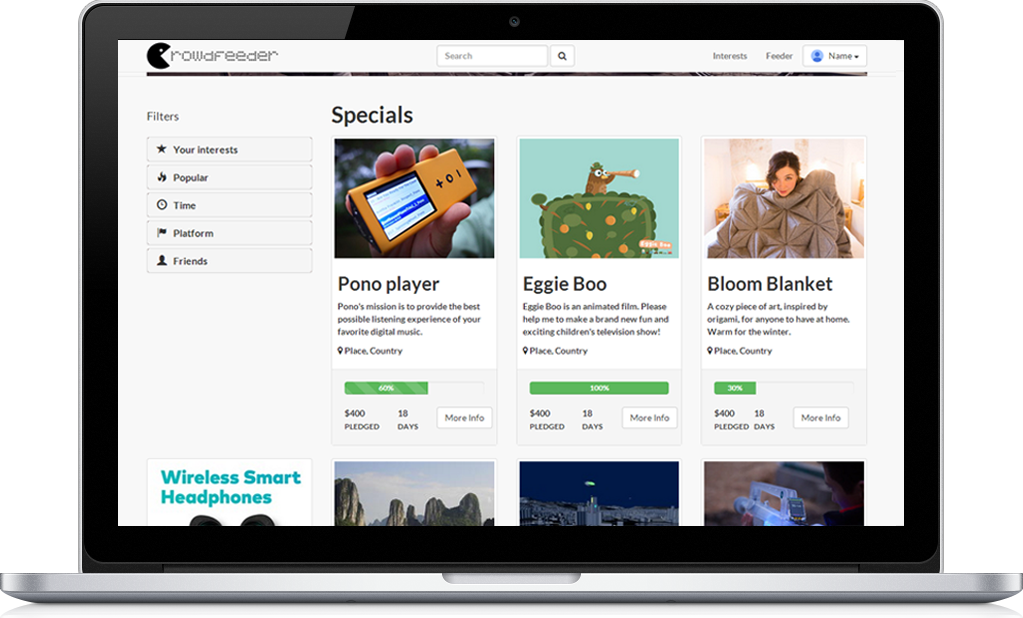 Crowdfeeder
Search
Interests
Feeder
Name
Filters
Your interests
Popular
Time
Platform
Friends
Specials
+ o I
Pono player
Pono's mission is to provide the best
possible listening experience of your
favorite digital music.
Place, Country
60%
$400
PLEDGED
18
DAYS
More Info
Eggie Boo
Eggie Boo
Eggie Boo is an animated film. Please
help me to make a brand new fun and
exciting children's television show!
Place, Country
100%
$400
PLEDGED
18
DAYS
More Info
Bloom Blanket
A cozy piece of art, inspired by
origami, for anyone to have at home.
Warm for the winter.
Place, Country
30%
$400
PLEDGED
18
DAYS
More Info
Wireless Smart
Headphones